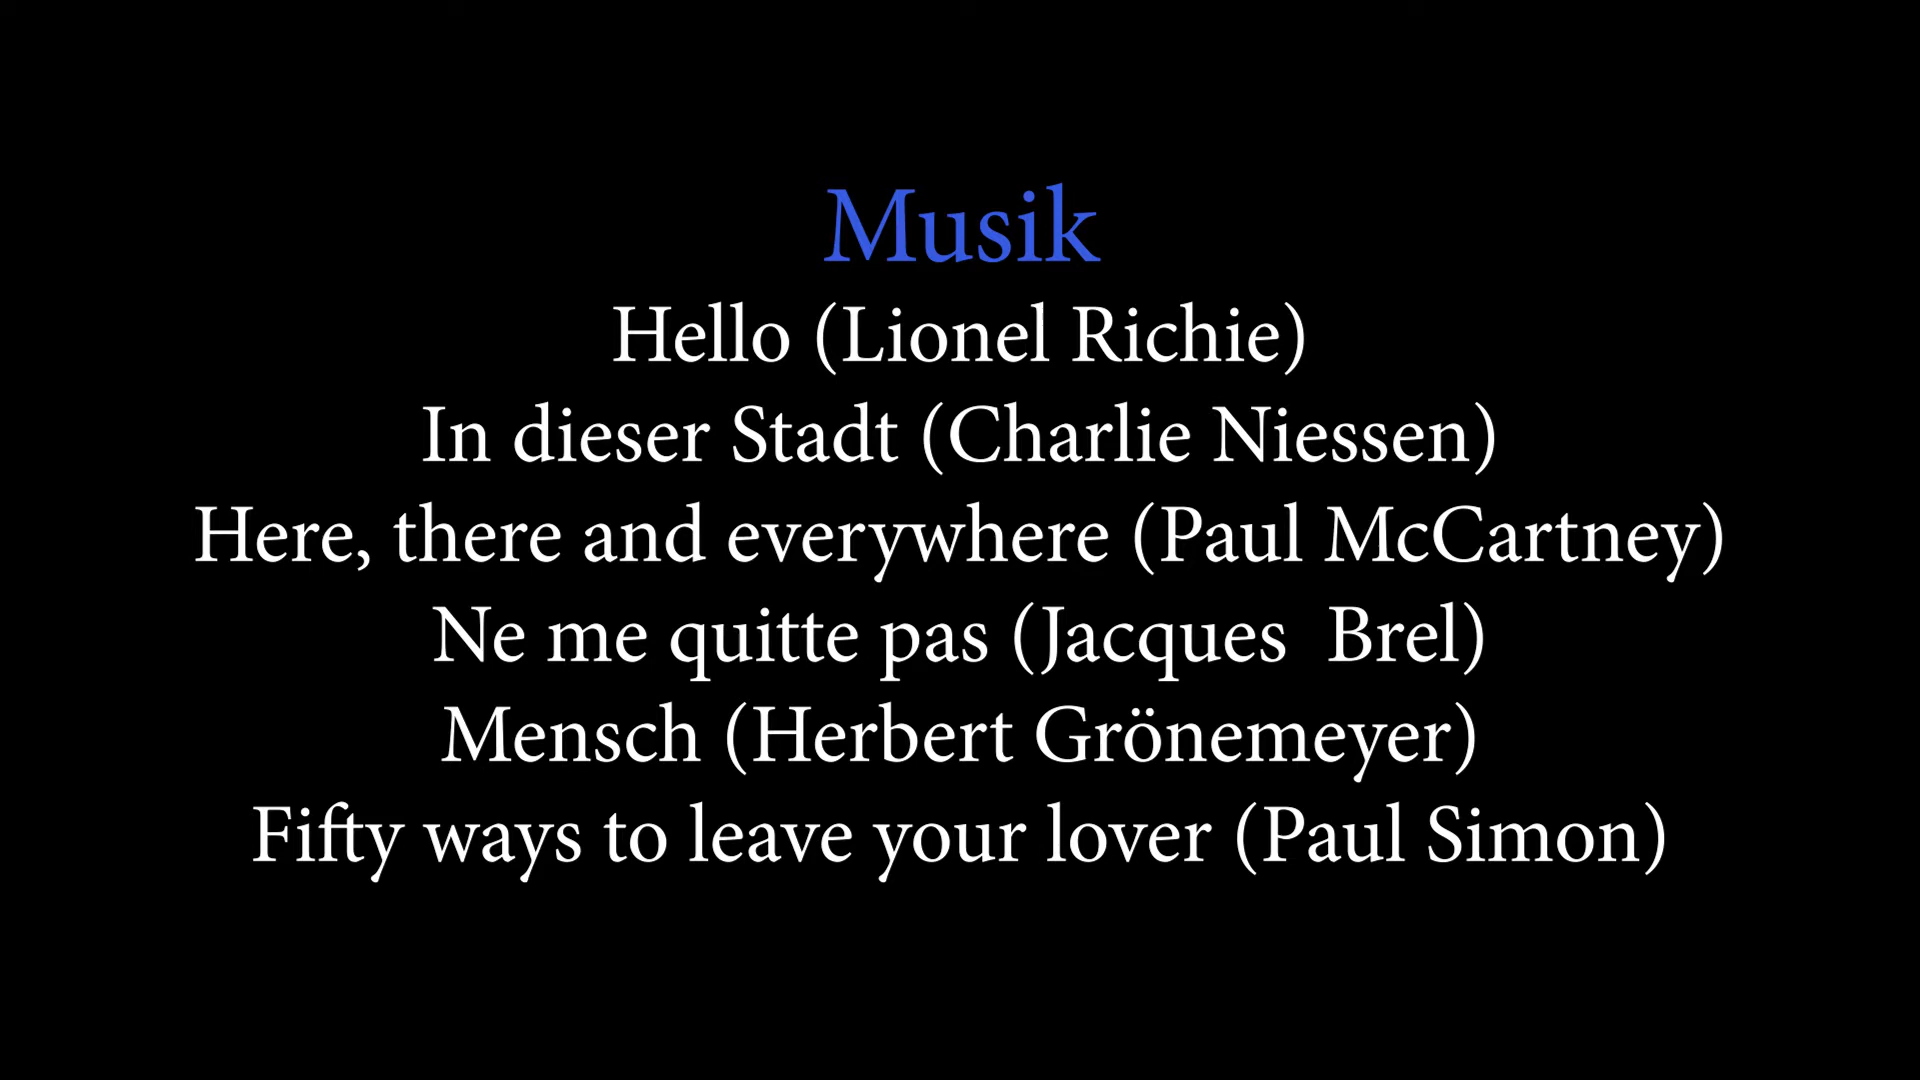 Musik
Hello (Lionel Richie)
In dieser Stadt (Charlie Niessen)
Here, there and everywhere (Paul McCartney)
Ne me quitte pas (Jacques  Brel)
Mensch (Herbert Grönemeyer)
Fifty ways to leave your lover (Paul Simon)